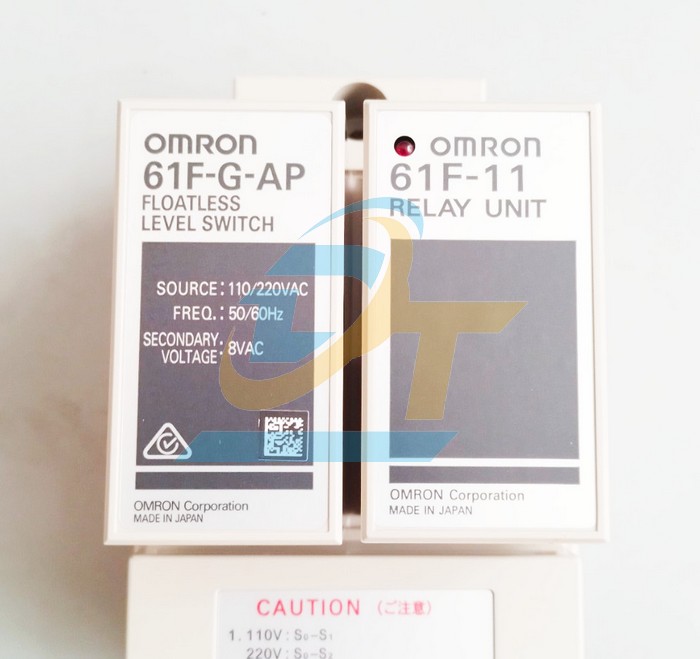 OMRON
61F-G-AP
FLOATLESS
LEVEL SWITCH
SOURCE: 110/220VAC
FREQ.: 50/60Hz
SECONDARY
VOLTAGE: 8VAC
OMRON Corporation
MADE IN JAPAN
OMRON
61F-11
RELAY UNIT
OMRON Corporation
MADE IN JAPAN
DT
CAUTION (ご注意)
1. 110V: S₀-S₁
220V: S₀-S₂